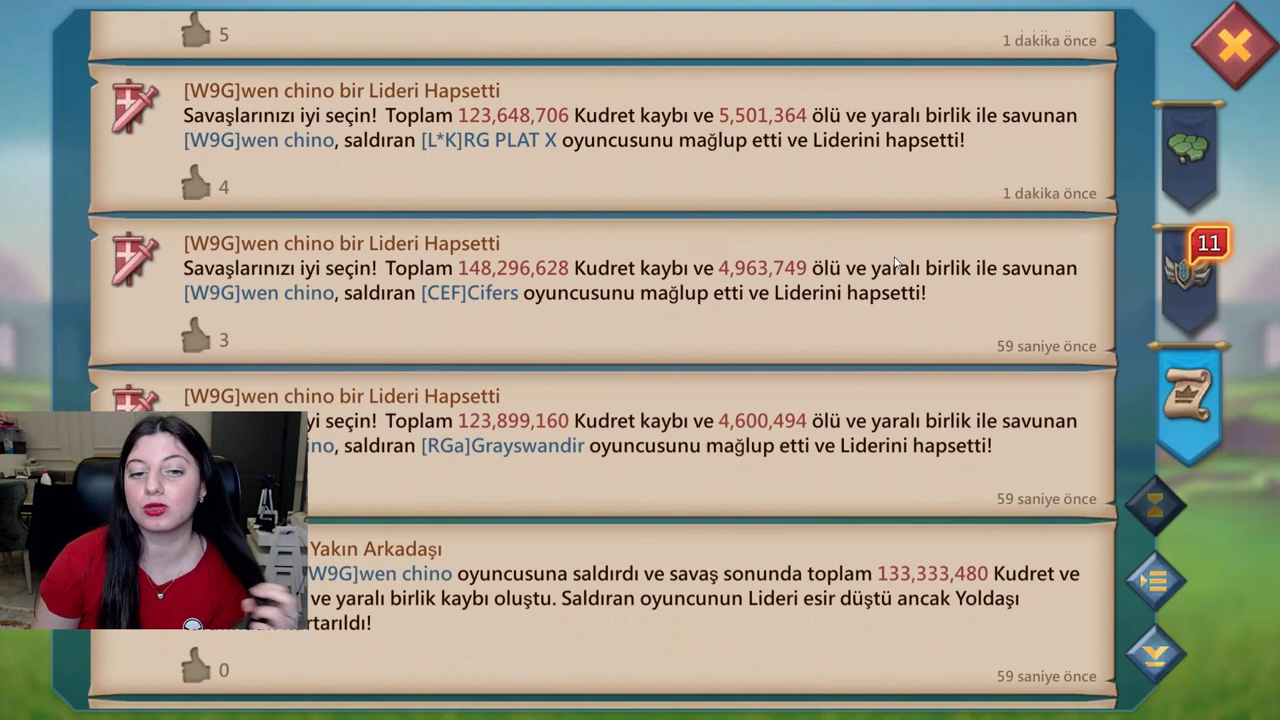 5
1 dakika önce
[W9G]wen chino bir Lideri Hapsetti
Savaşlarınızı iyi seçin! Toplam 123,648,706 Kudret kaybı ve 5,501,364 ölü ve yaralı birlik ile savunan
[W9G]wen chino, saldıran [L*K]RG PLAT X oyuncusunu mağlup etti ve Liderini hapsetti!
4
1 dakika önce
[W9G]wen chino bir Lideri Hapsetti
Savaşlarınızı iyi seçin! Toplam 148,296,628 Kudret kaybı ve 4,963,749 ölü ve yaralı birlik ile savunan
[W9G]wen chino, saldıran [CEF]Cifers oyuncusunu mağlup etti ve Liderini hapsetti!
3
59 saniye önce
11
[W9G]wen chino bir Lideri Hapsetti
yi seçin! Toplam 123,899,160 Kudret kaybı ve 4,600,494 ölü ve yaralı birlik ile savunan
ino, saldıran [RGa]Grayswandir oyuncusunu mağlup etti ve Liderini hapsetti!
59 saniye önce
Yakın Arkadaşı
W9G]wen chino oyuncusuna saldırdı ve savaş sonunda toplam 133,333,480 Kudret ve
ve yaralı birlik kaybı oluştu. Saldıran oyuncunun Lideri esir düştü ancak Yoldaşı
rtarıldı!
0
59 saniye önce